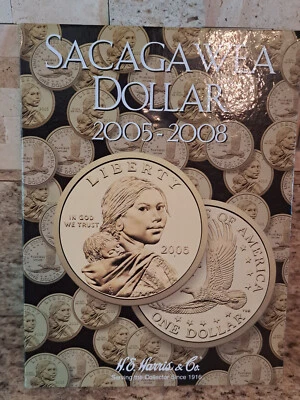 SACAGAWEA
DOLLAR
2005-2008
LIBERTY
IN GOD
WE TRUST
2005
S OF AMERICA
ONE DOLLAR
H.E. Harris & Co.
Serving the Collector Since 1916